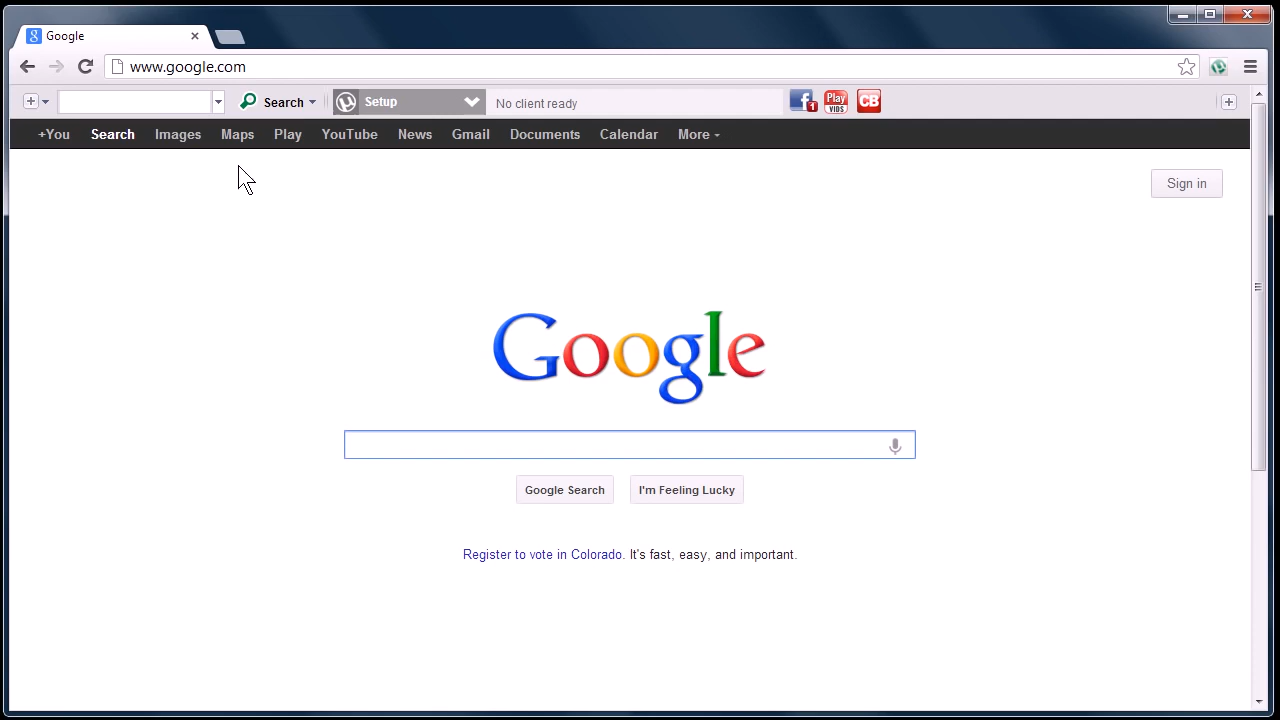 Google
www.google.com
Search Setup No client ready 1 Play VIDS CB
+You Search Images Maps Play YouTube News Gmail Documents Calendar More
Sign in
Google
Google Search I'm Feeling Lucky
Register to vote in Colorado. It's fast, easy, and important.